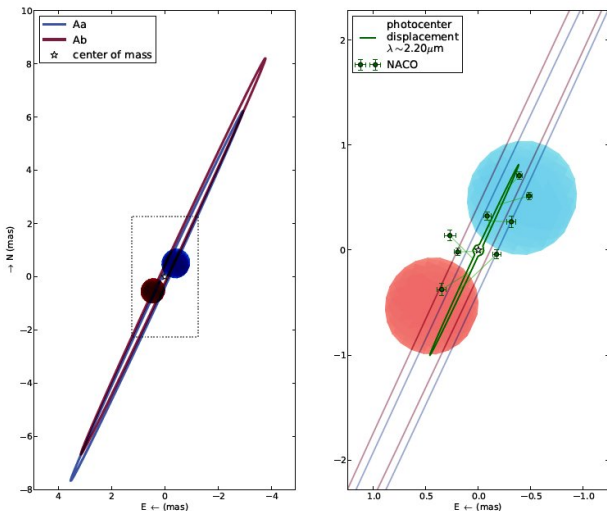 Aa
Ab
center of mass
10
8
6
4
2
0
−2
−4
−6
−8
→ N (mas)
4
2
0
−2
−4
E ← (mas)
photocenter
displacement
λ∼2.20μm
NACO
2
1
0
−1
−2
1.0
0.5
0.0
−0.5
−1.0
E ← (mas)